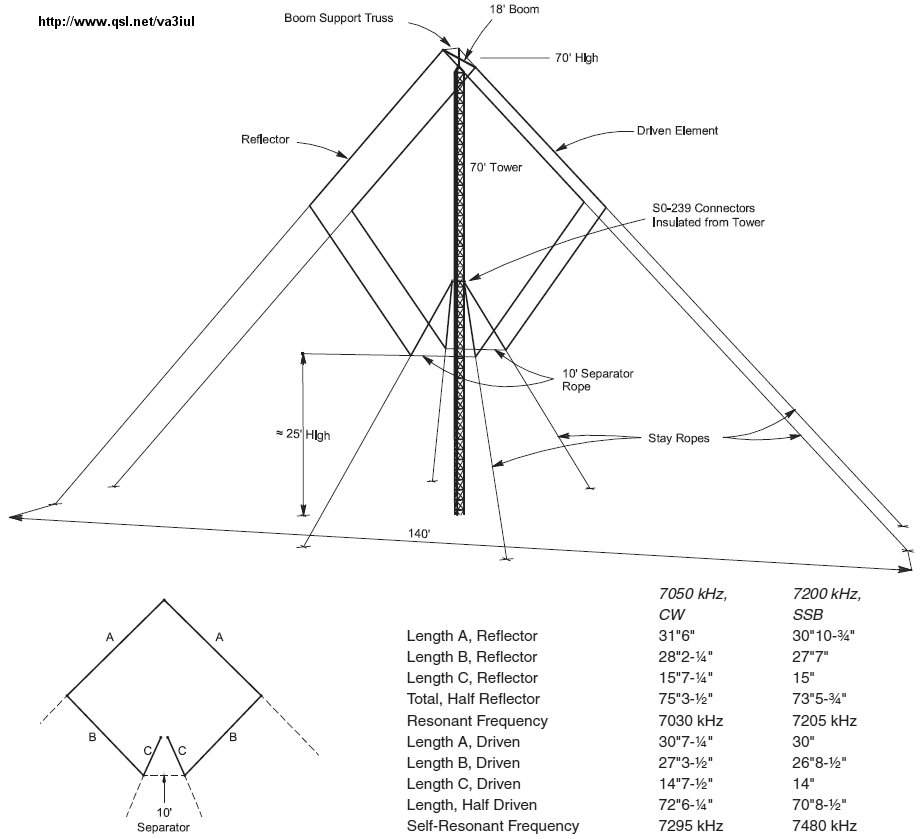 http://www.qsl.net/va3iul
18' Boom
Boom Support Truss
70' High
Reflector
Driven Element
70' Tower
S0-239 Connectors
Insulated from Tower
10' Separator
Rope
≈ 25' High
Stay Ropes
140'
A
A
B
B
C
C
10'
Separator
7050 kHz, 7200 kHz,
CW SSB
Length A, Reflector 31"6" 30"10-¾"
Length B, Reflector 28"2-¼" 27"7"
Length C, Reflector 15"7-¼" 15"
Total, Half Reflector 75"3-½" 73"5-¾"
Resonant Frequency 7030 kHz 7205 kHz
Length A, Driven 30"7-¼" 30"
Length B, Driven 27"3-½" 26"8-½"
Length C, Driven 14"7-½" 14"
Length, Half Driven 72"6-¼" 70"8-½"
Self-Resonant Frequency 7295 kHz 7480 kHz